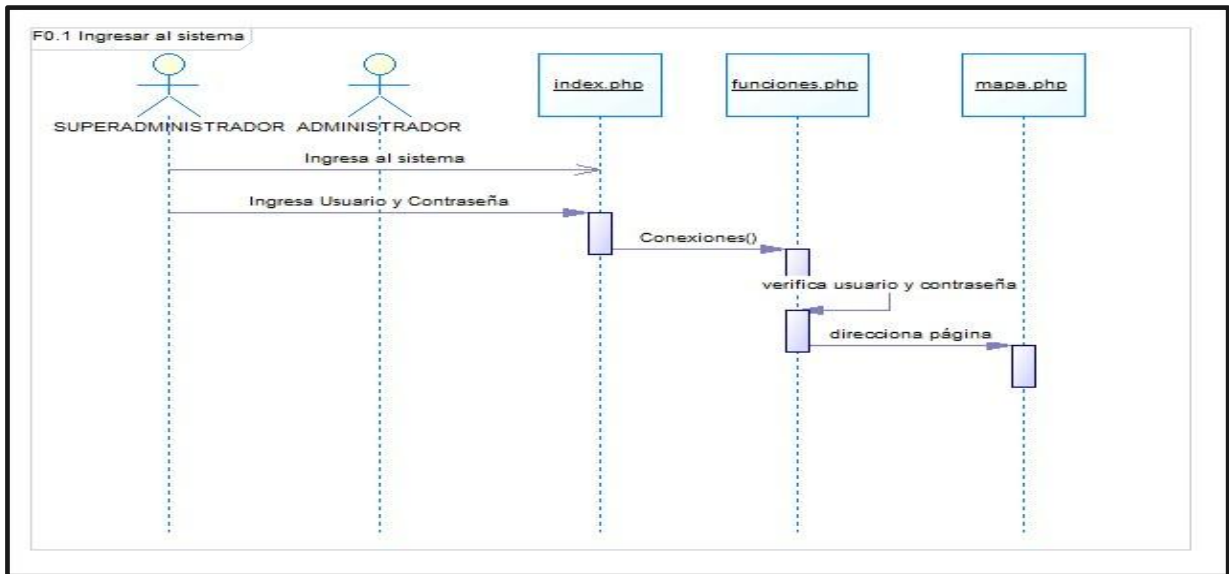 F0.1 Ingresar al sistema
index.php
funciones.php
mapa.php
SUPERADMINISTRADOR
ADMINISTRADOR
Ingresa al sistema
Ingresa Usuario y Contraseña
Conexiones()
verifica usuario y contraseña
direcciona página